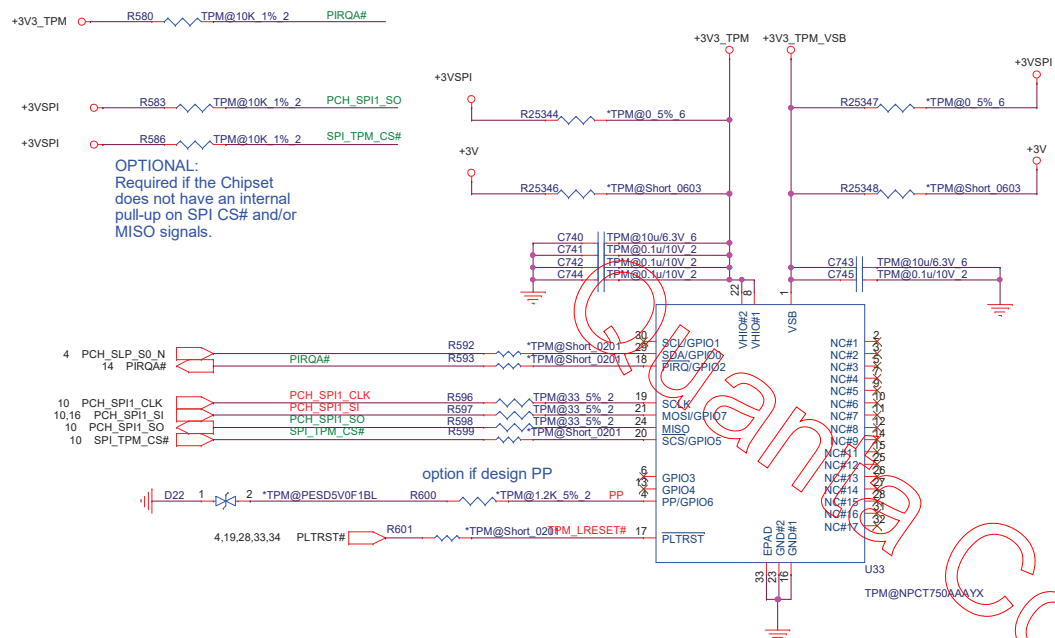 +3V3_TPM R580 TPM@10K_1%_2 PIRQA#
+3V3_TPM +3V3_TPM_VSB
+3VSPI +3VSPI
+3VSPI R583 TPM@10K_1%_2 PCH_SPI1_SO
R25344 *TPM@0_5%_6 R25347 *TPM@0_5%_6
+3VSPI R586 TPM@10K_1%_2 SPI_TPM_CS#
+3V +3V
OPTIONAL:
Required if the Chipset
does not have an internal
pull-up on SPI CS# and/or
MISO signals.
R25346 *TPM@Short_0603 R25348 *TPM@Short_0603
C740 TPM@10u/6.3V_6
C741 TPM@0.1u/10V_2
C742 TPM@0.1u/10V_2
C744 TPM@0.1u/10V_2
C743 TPM@10u/6.3V_6
C745 TPM@0.1u/10V_2
22 8 1
VHIO#2 VHIO#1 VSB
30 SCL/GPIO1 NC#1 2
4 PCH_SLP_S0_N R592 *TPM@Short_0201 29 SDA/GPIO0 NC#2 3
14 PIRQA# PIRQA# R593 *TPM@Short_0201 18 PIRQ/GPIO2 NC#3 5
NC#4 7
NC#5 9
10 PCH_SPI1_CLK PCH_SPI1_CLK R596 *TPM@33_5%_2 19 SCLK NC#6 10
10,16 PCH_SPI1_SI PCH_SPI1_SI R597 *TPM@33_5%_2 21 MOSI/GPIO7 NC#7 11
10 PCH_SPI1_SO PCH_SPI1_SO R598 *TPM@33_5%_2 24 MISO NC#8 12
10 SPI_TPM_CS# SPI_TPM_CS# R599 *TPM@Short_0201 20 SCS/GPIO5 NC#9 14
NC#10 15
NC#11 25
option if design PP
6 GPIO3 NC#12 26
13 GPIO4 NC#13 27
NC#14 28
D22 1 2 *TPM@PESD5V0F1BL R600 *TPM@1.2K_5%_2 PP 4 PP/GPIO6 NC#15 31
NC#16 32
NC#17
4,19,28,33,34 PLTRST# R601 *TPM@Short_0201 TPM_LRESET# 17 PLTRST
EPAD GND#2 GND#1
33 23 16
U33
TPM@NPCT750AAAYX
Quanta